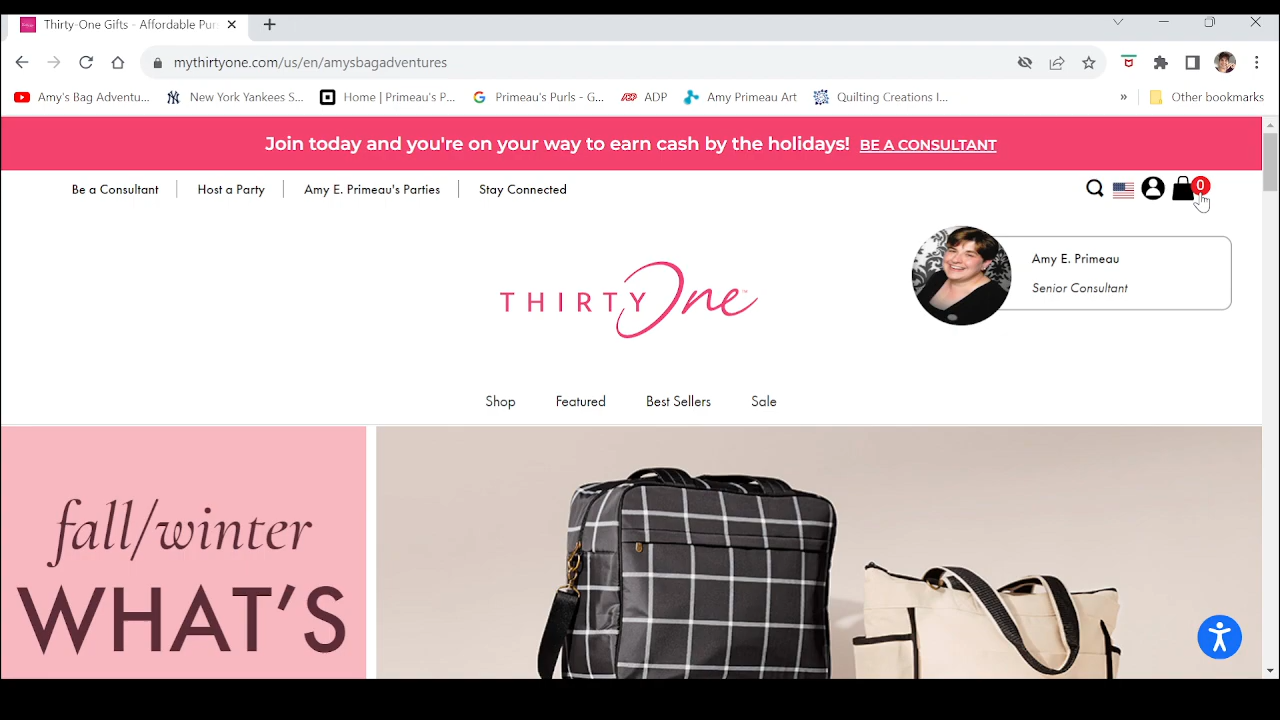 Thirty-One Gifts - Affordable Pur
mythirtyone.com/us/en/amysbagadventures
Amy's Bag Adventu... New York Yankees S... Home | Primeau's P... Primeau's Purls - G... ADP Amy Primeau Art Quilting Creations I... » Other bookmarks
Join today and you're on your way to earn cash by the holidays! BE A CONSULTANT
Be a Consultant Host a Party Amy E. Primeau's Parties Stay Connected 0
Amy E. Primeau
Senior Consultant
THIRTY One
Shop Featured Best Sellers Sale
fall/winter
WHAT'S